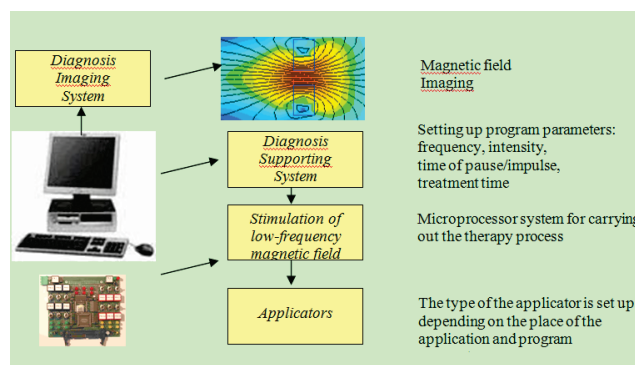 Diagnosis
Imaging
System
Magnetic field
Imaging
Diagnosis
Supporting
System
Setting up program parameters:
frequency, intensity,
time of pause/impulse,
treatment time
Stimulation of
low-frequency
magnetic field
Microprocessor system for carrying
out the therapy process
Applicators
The type of the applicator is set up
depending on the place of the
application and program